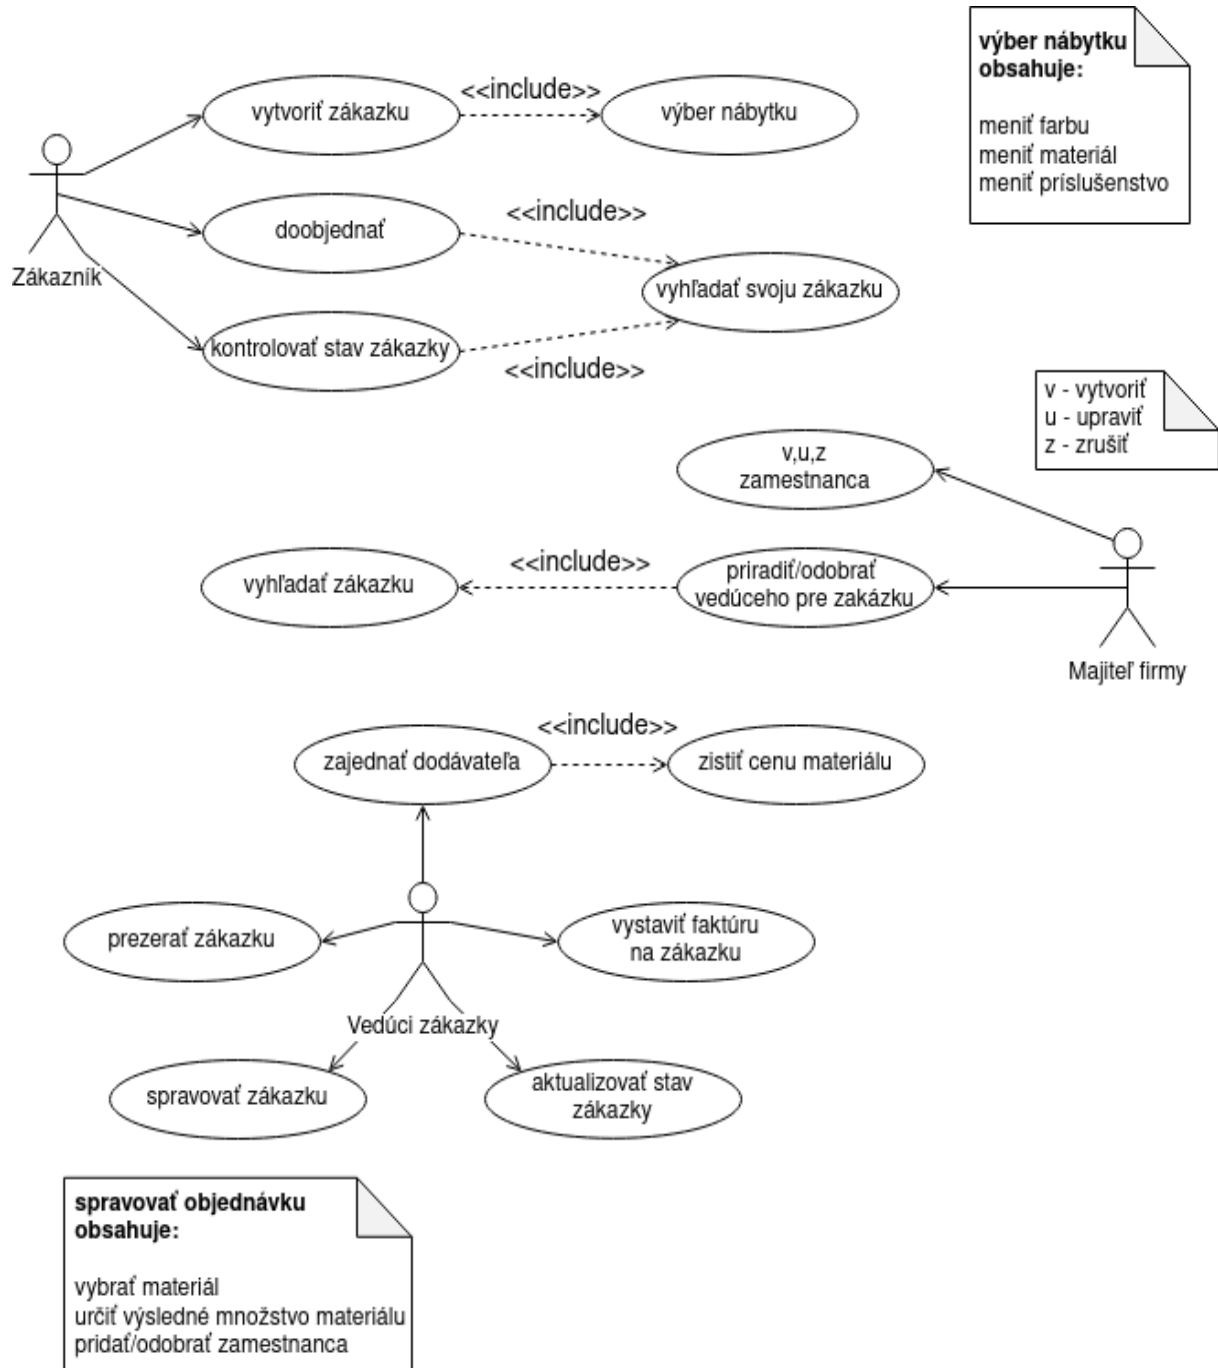 výber nábytku
obsahuje:
meniť farbu
meniť materiál
meniť príslušenstvo
<<include>>
vytvoriť zákazku
výber nábytku
<<include>>
doobjednať
Zákazník
vyhľadať svoju zákazku
kontrolovať stav zákazky
<<include>>
v - vytvoriť
u - upraviť
z - zrušiť
v,u,z
zamestnanca
<<include>>
vyhľadať zákazku
priradiť/odobrať
vedúceho pre zakázku
Majiteľ firmy
<<include>>
zajednať dodávateľa
zistiť cenu materiálu
prezerať zákazku
vystaviť faktúru
na zákazku
Vedúci zákazky
spravovať zákazku
aktualizovať stav
zákazky
spravovať objednávku
obsahuje:
vybrať materiál
určiť výsledné množstvo materiálu
pridať/odobrať zamestnanca